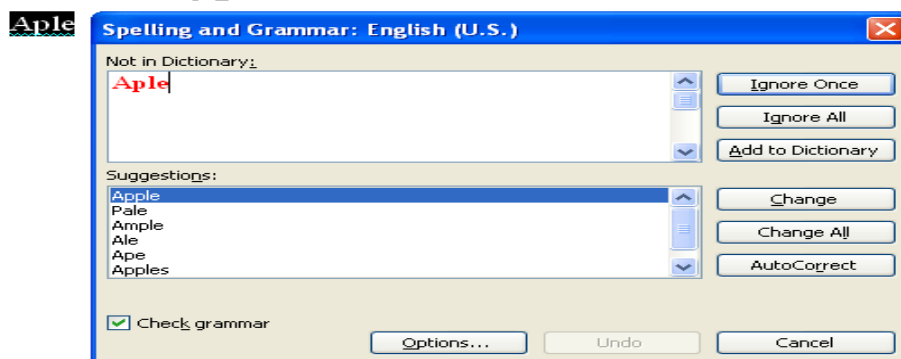 Aple
Spelling and Grammar: English (U.S.)
Not in Dictionary:
Aple
Ignore Once
Ignore All
Add to Dictionary
Suggestions:
Apple
Pale
Ample
Ale
Ape
Apples
Change
Change All
AutoCorrect
Check grammar
Options...
Undo
Cancel